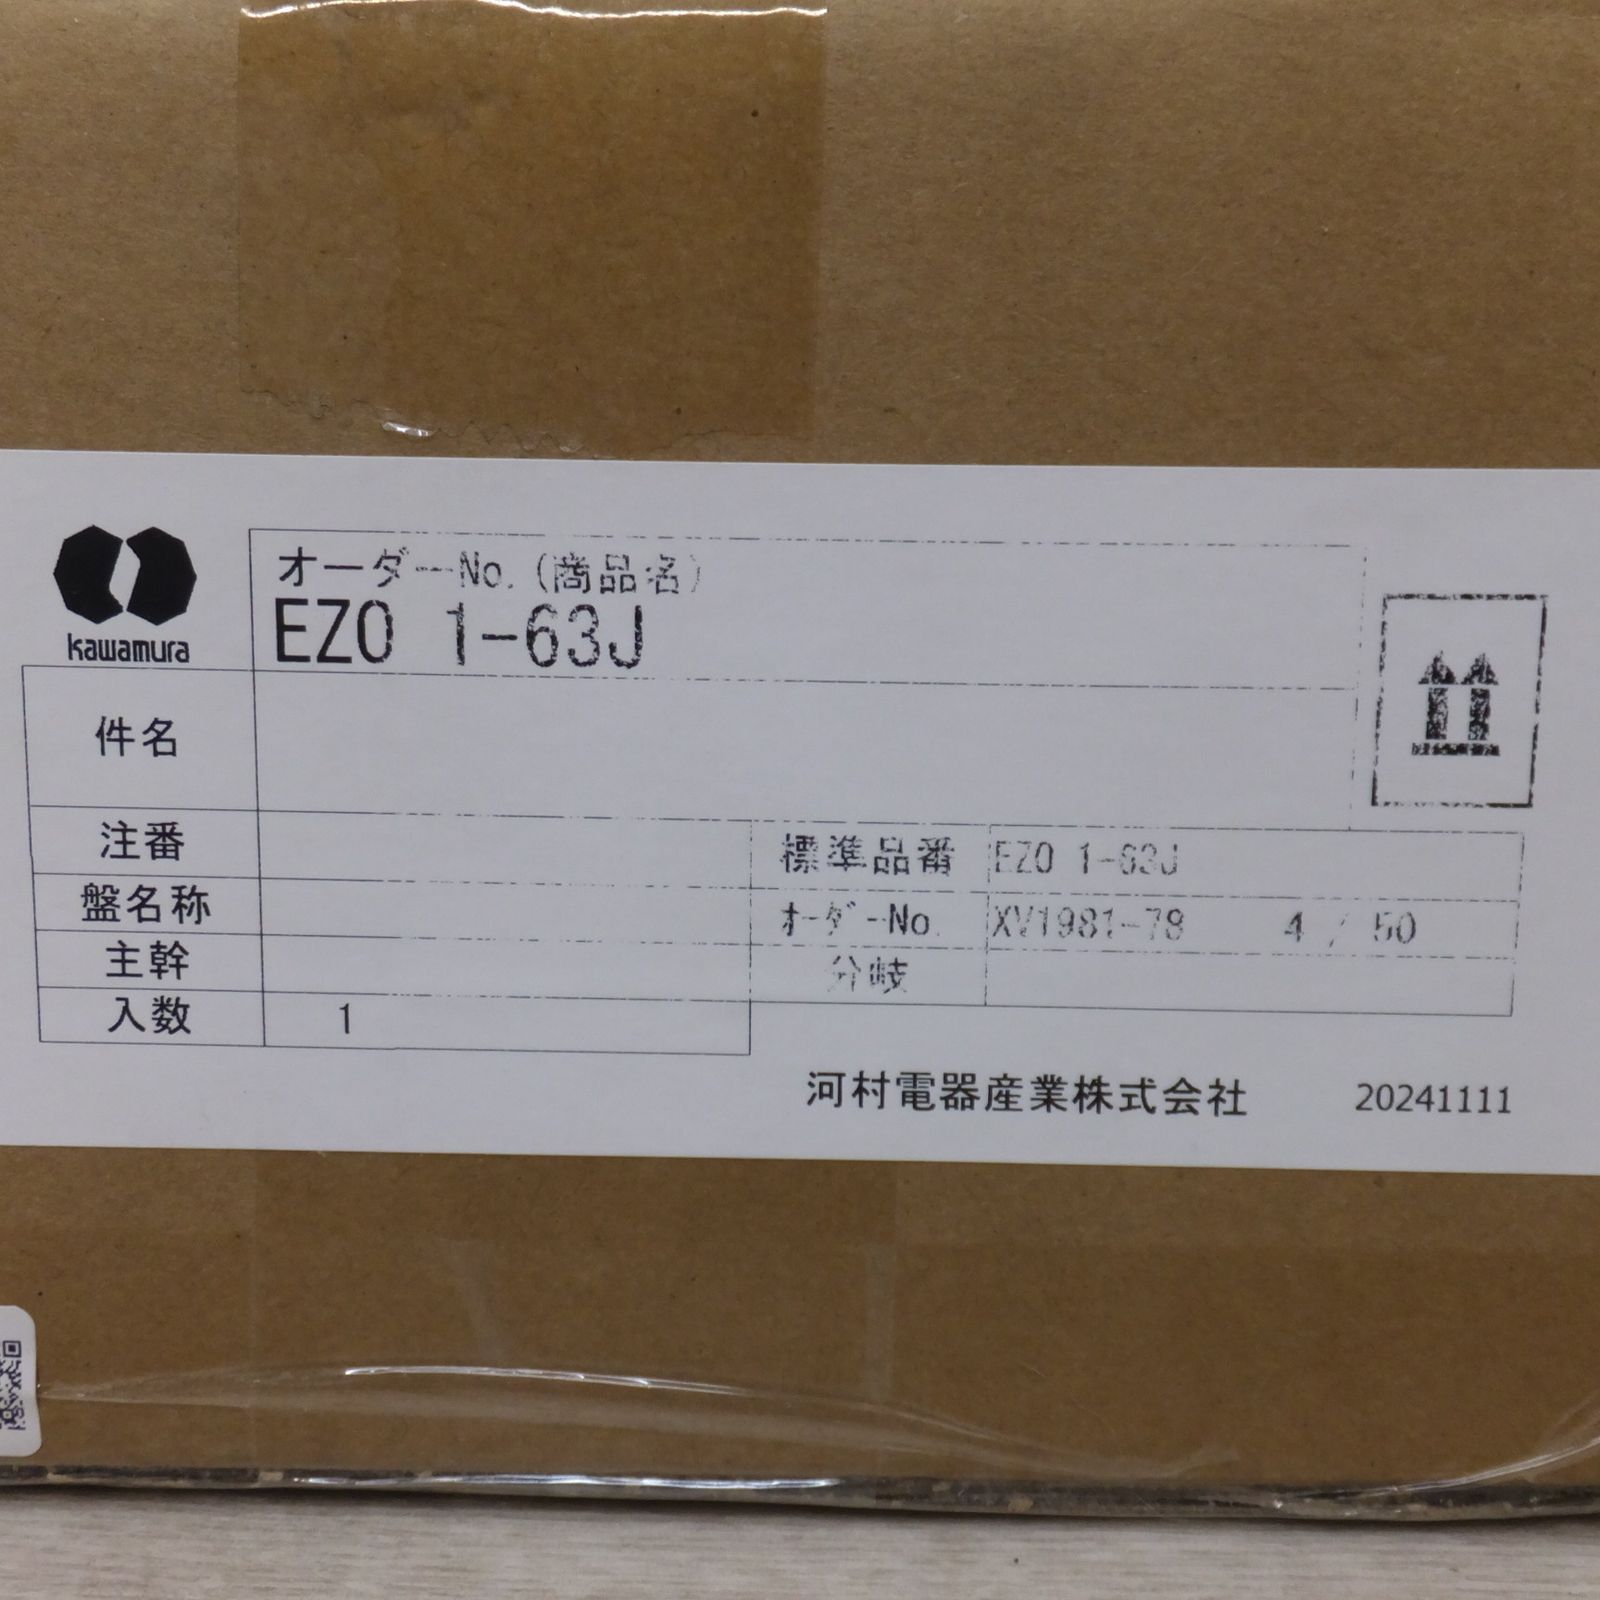 kawamura
オーダーNo.(商品名)
EZO 1-63J
件名
注番
標準品番 EZO 1-63J
盤名称
オーダーNo. XV1981-78 4 / 50
主幹
分岐
入数 1
河村電器産業株式会社 20241111